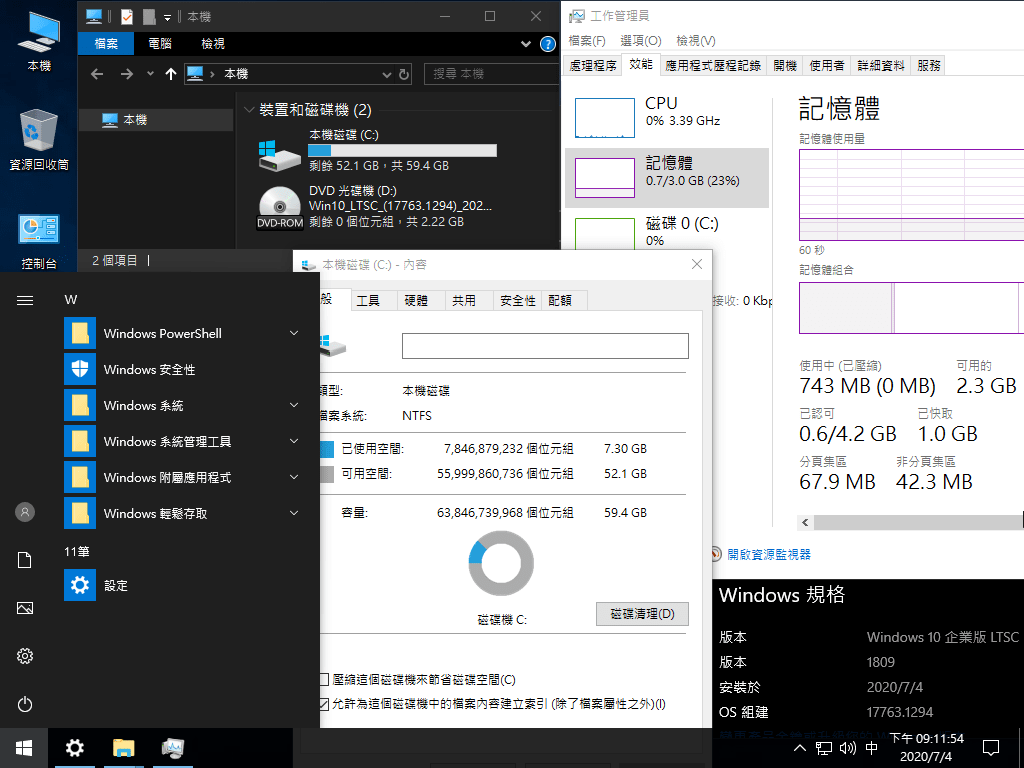 本機
資源回收筒
控制台
本機
檔案
電腦
檢視
本機
搜尋 本機
本機
裝置和磁碟機 (2)
本機磁碟 (C:)
剩餘 52.1 GB，共 59.4 GB
DVD 光碟機 (D:)
Win10_LTSC_(17763.1294)_202...
剩餘 0 個位元組，共 2.22 GB
DVD-ROM
2 個項目
工作管理員
檔案(F) 選項(O) 檢視(V)
處理程序 效能 應用程式歷程記錄 開機 使用者 詳細資料 服務
CPU
0% 3.39 GHz
記憶體
0.7/3.0 GB (23%)
磁碟 0 (C:)
0%
接收: 0 Kbp
記憶體
記憶體使用量
60 秒
記憶體組合
使用中 (已壓縮) 可用的
743 MB (0 MB) 2.3 GB
已認可 已快取
0.6/4.2 GB 1.0 GB
分頁集區 非分頁集區
67.9 MB 42.3 MB
開啟資源監視器
本機磁碟 (C:) - 內容
般 工具 硬體 共用 安全性 配額
類型: 本機磁碟
檔案系統: NTFS
已使用空間: 7,846,879,232 個位元組 7.30 GB
可用空間: 55,999,860,736 個位元組 52.1 GB
容量: 63,846,739,968 個位元組 59.4 GB
磁碟機 C:
磁碟清理(D)
壓縮這個磁碟機來節省磁碟空間(C)
允許為這個磁碟機中的檔案內容建立索引 (除了檔案屬性之外)(I)
W
Windows PowerShell
Windows 安全性
Windows 系統
Windows 系統管理工具
Windows 附屬應用程式
Windows 輕鬆存取
11筆
設定
Windows 規格
版本 Windows 10 企業版 LTSC
版本 1809
安裝於 2020/7/4
OS 組建 17763.1294
中
下午 09:11:54
2020/7/4